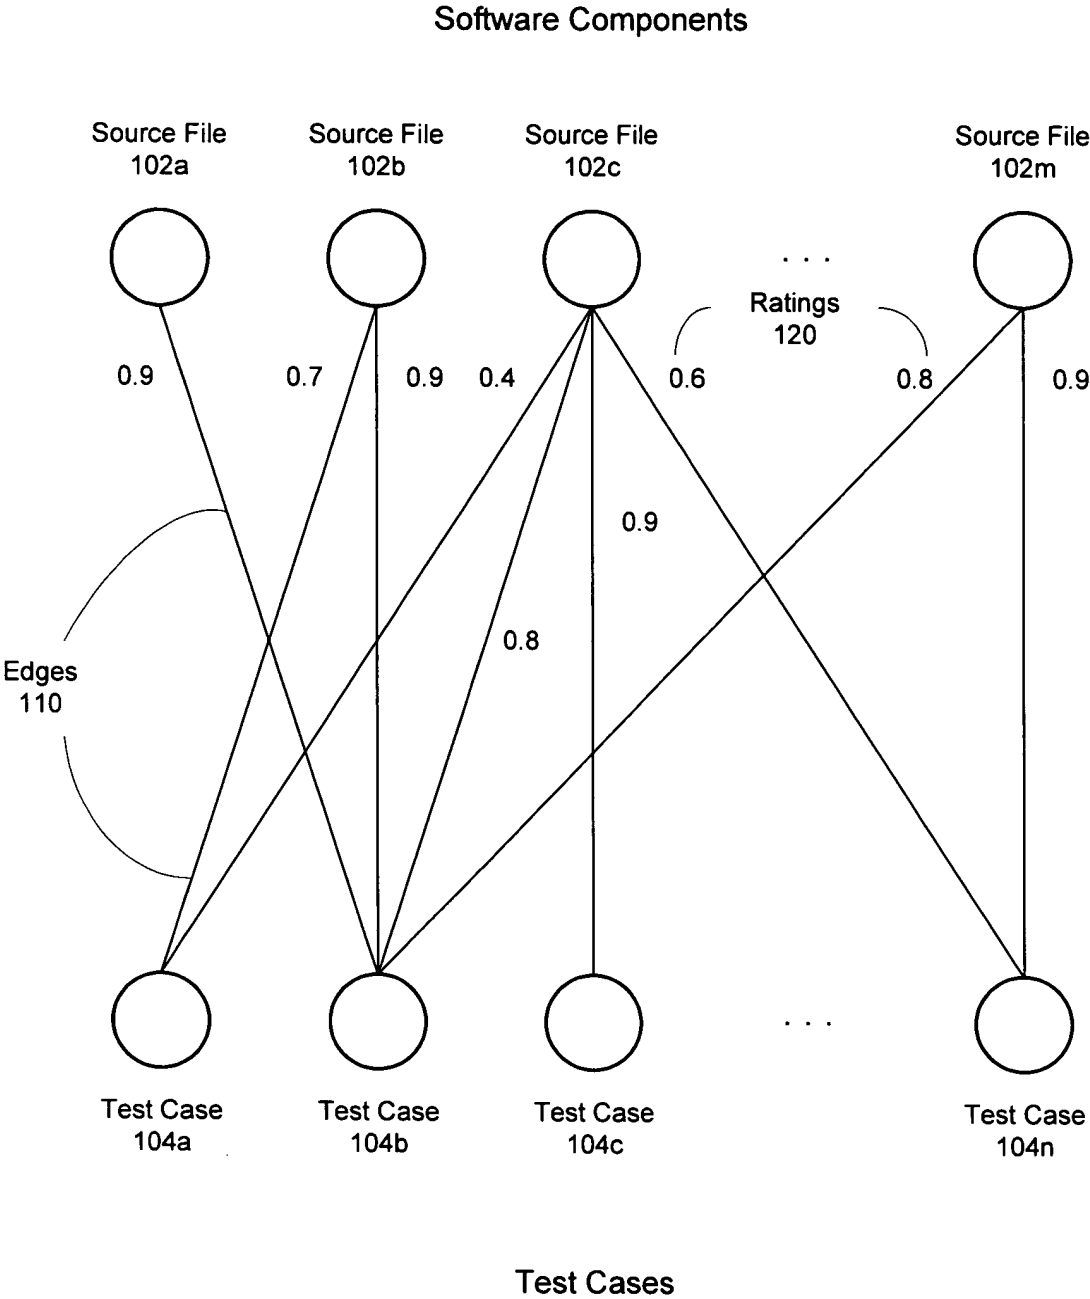 Software Components
Source File
102a
Source File
102b
Source File
102c
Source File
102m
. . .
Ratings
120
0.9
0.7
0.9
0.4
0.6
0.8
0.9
0.9
0.8
Edges
110
. . .
Test Case
104a
Test Case
104b
Test Case
104c
Test Case
104n
Test Cases